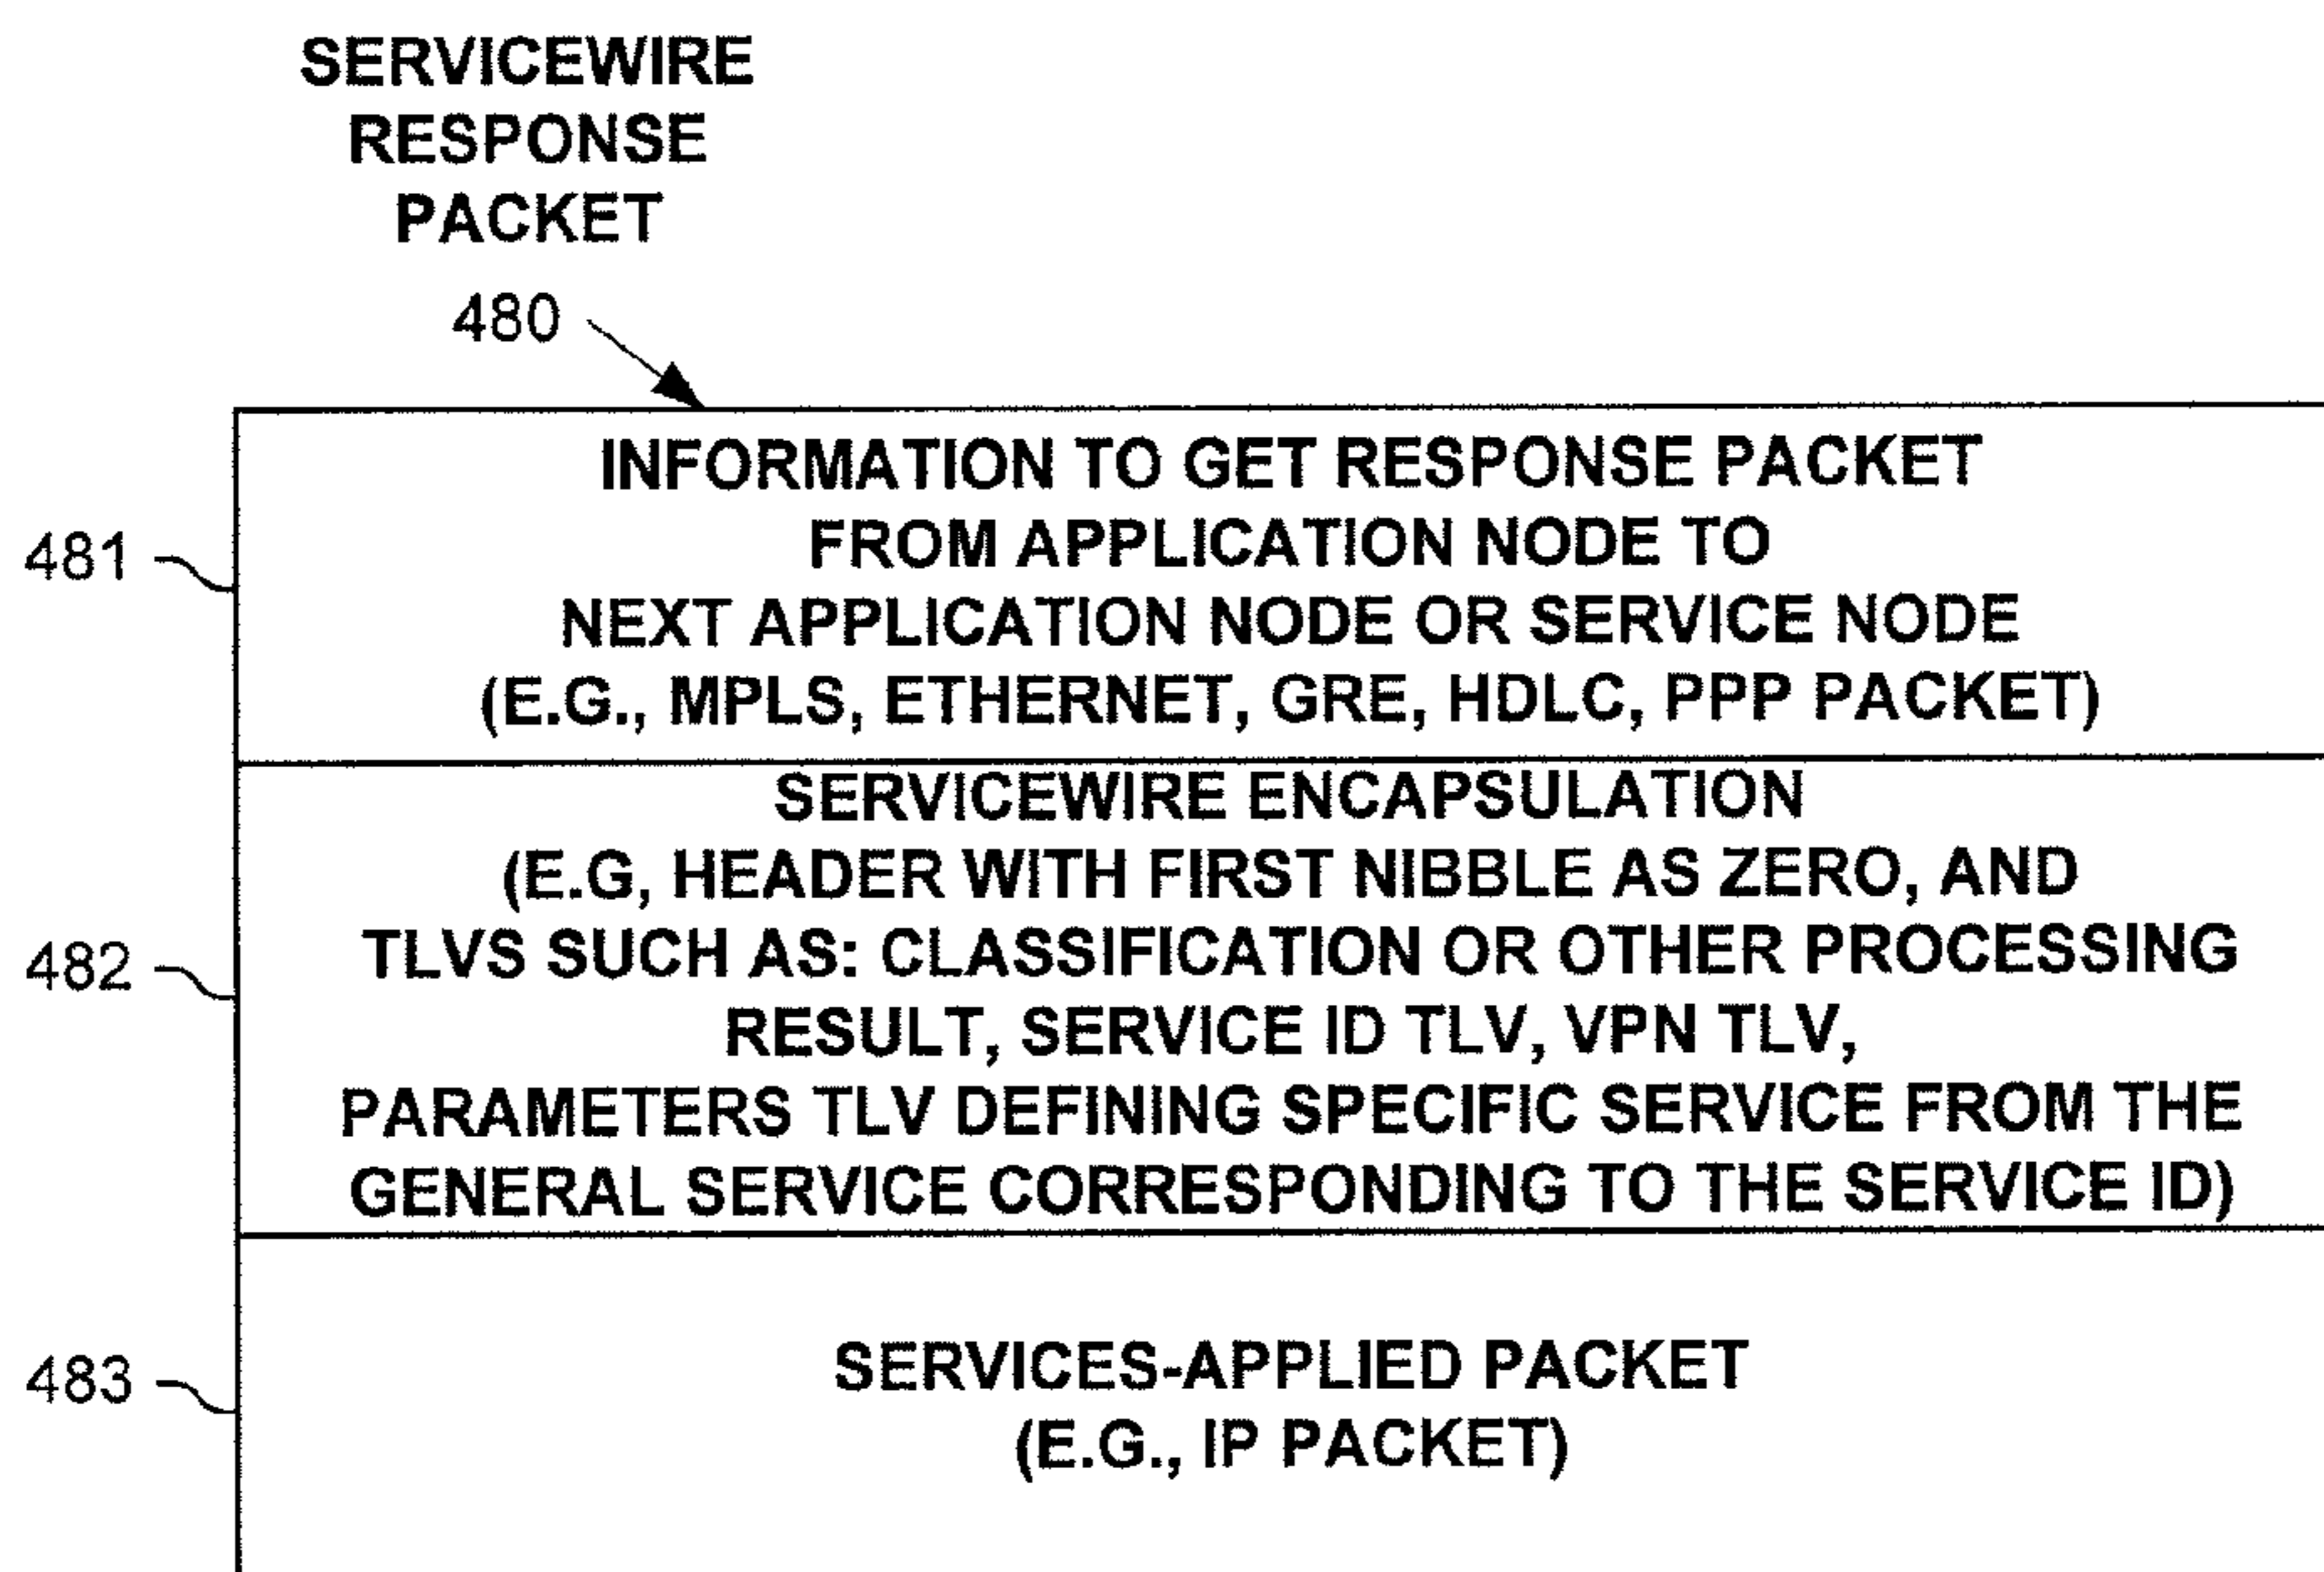 SERVICEWIRE
RESPONSE
PACKET
480
INFORMATION TO GET RESPONSE PACKET
FROM APPLICATION NODE TO
NEXT APPLICATION NODE OR SERVICE NODE
(E.G., MPLS, ETHERNET, GRE, HDLC, PPP PACKET)
481
SERVICEWIRE ENCAPSULATION
(E.G, HEADER WITH FIRST NIBBLE AS ZERO, AND
TLVS SUCH AS: CLASSIFICATION OR OTHER PROCESSING
RESULT, SERVICE ID TLV, VPN TLV,
PARAMETERS TLV DEFINING SPECIFIC SERVICE FROM THE
GENERAL SERVICE CORRESPONDING TO THE SERVICE ID)
482
SERVICES-APPLIED PACKET
(E.G., IP PACKET)
483